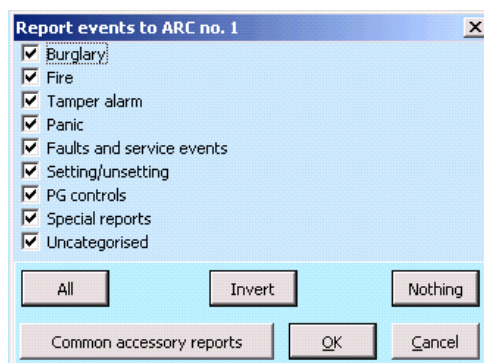 Report events to ARC no. 1
Burglary
Fire
Tamper alarm
Panic
Faults and service events
Setting/unsetting
PG controls
Special reports
Uncategorised
All Invert Nothing
Common accessory reports OK Cancel